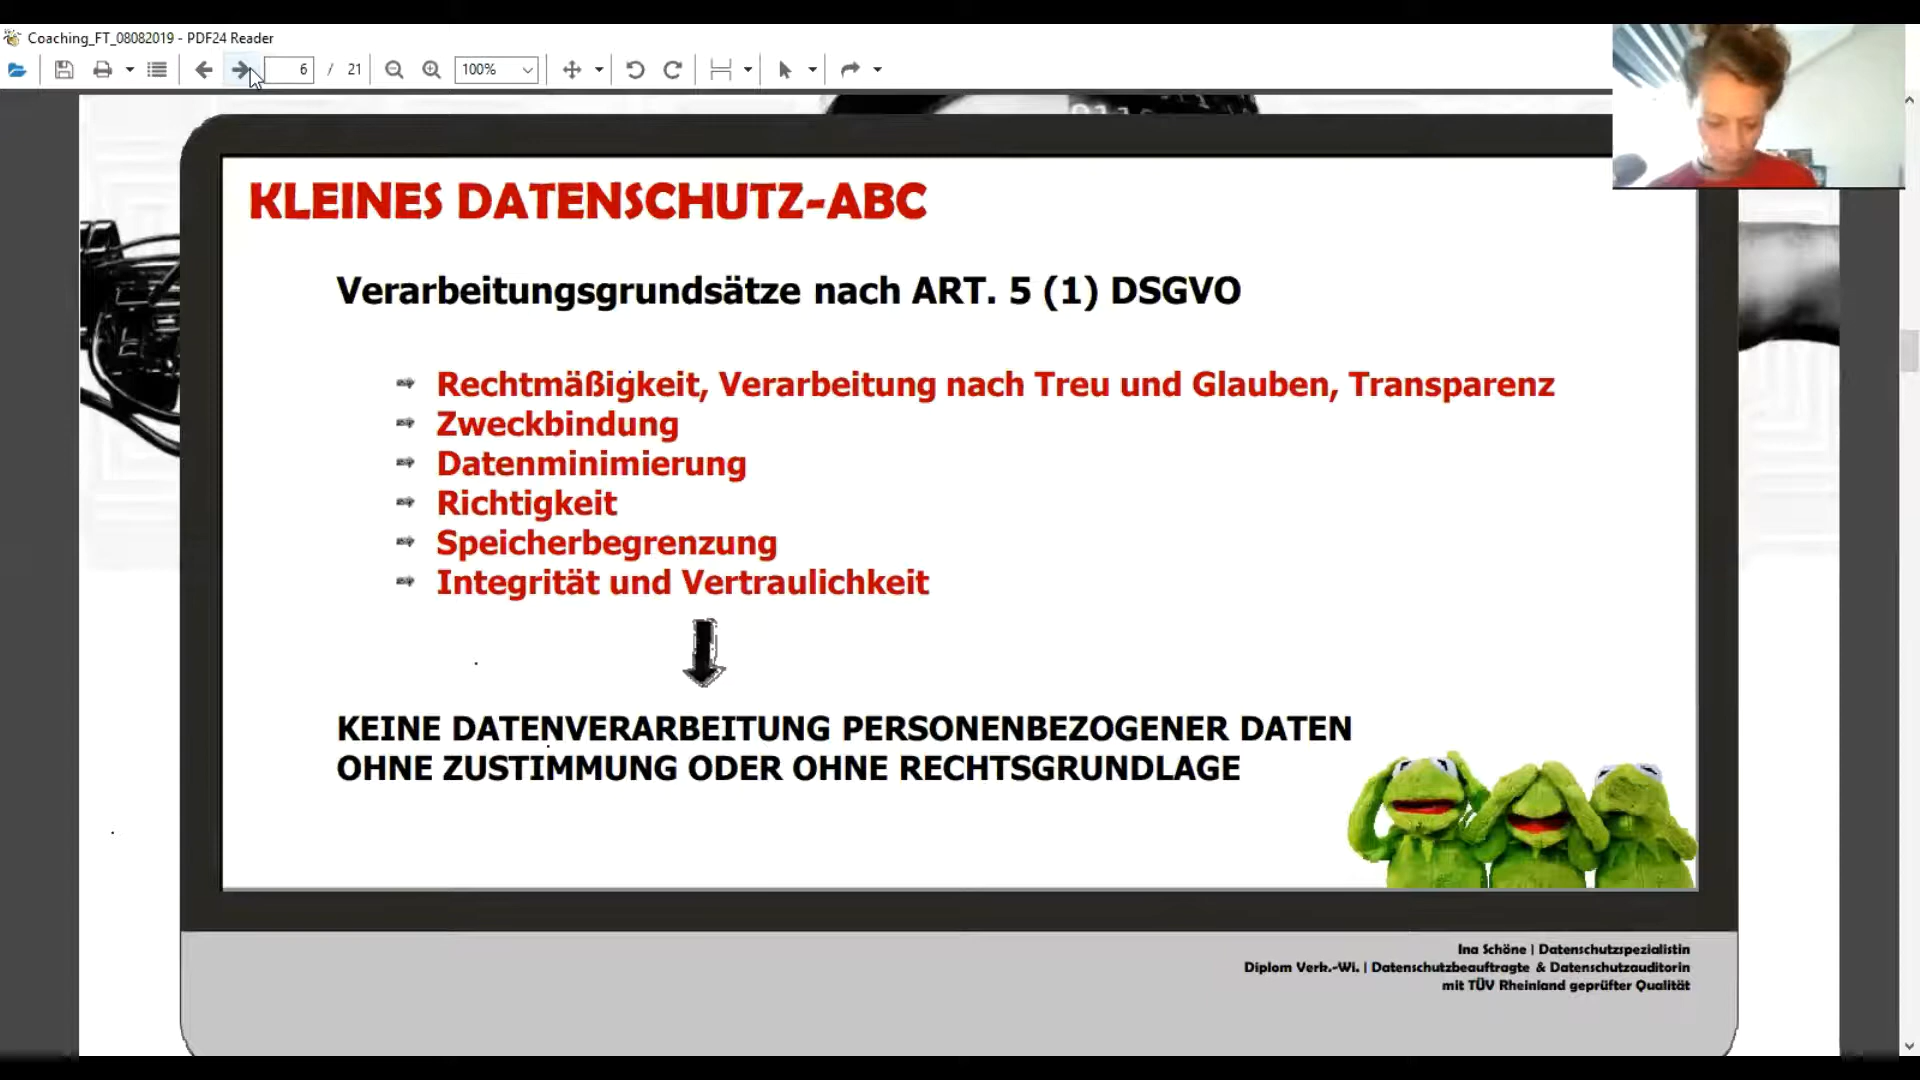 Coaching_FT_08082019 - PDF24 Reader
6 / 21 100%
KLEINES DATENSCHUTZ-ABC
Verarbeitungsgrundsätze nach ART. 5 (1) DSGVO
Rechtmäßigkeit, Verarbeitung nach Treu und Glauben, Transparenz
Zweckbindung
Datenminimierung
Richtigkeit
Speicherbegrenzung
Integrität und Vertraulichkeit
KEINE DATENVERARBEITUNG PERSONENBEZOGENER DATEN
OHNE ZUSTIMMUNG ODER OHNE RECHTSGRUNDLAGE
Ina Schöne | Datenschutzspezialistin
Diplom Verk.-Wi. | Datenschutzbeauftragte & Datenschutzauditorin
mit TÜV Rheinland geprüfter Qualität